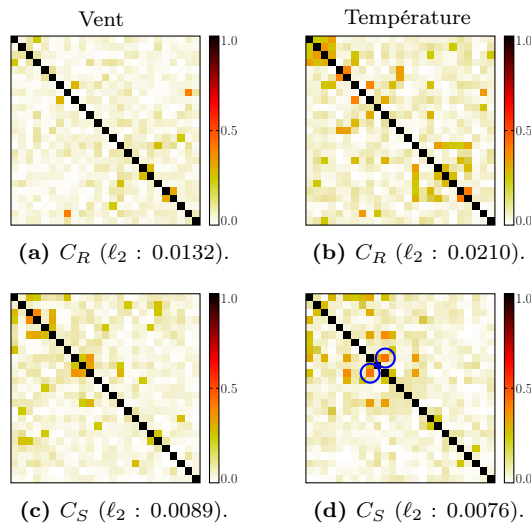 Vent Température
1.0 1.0
0.5 0.5
0.0 0.0
(a) C_R (ℓ₂ : 0.0132). (b) C_R (ℓ₂ : 0.0210).
1.0 1.0
0.5 0.5
0.0 0.0
(c) C_S (ℓ₂ : 0.0089). (d) C_S (ℓ₂ : 0.0076).